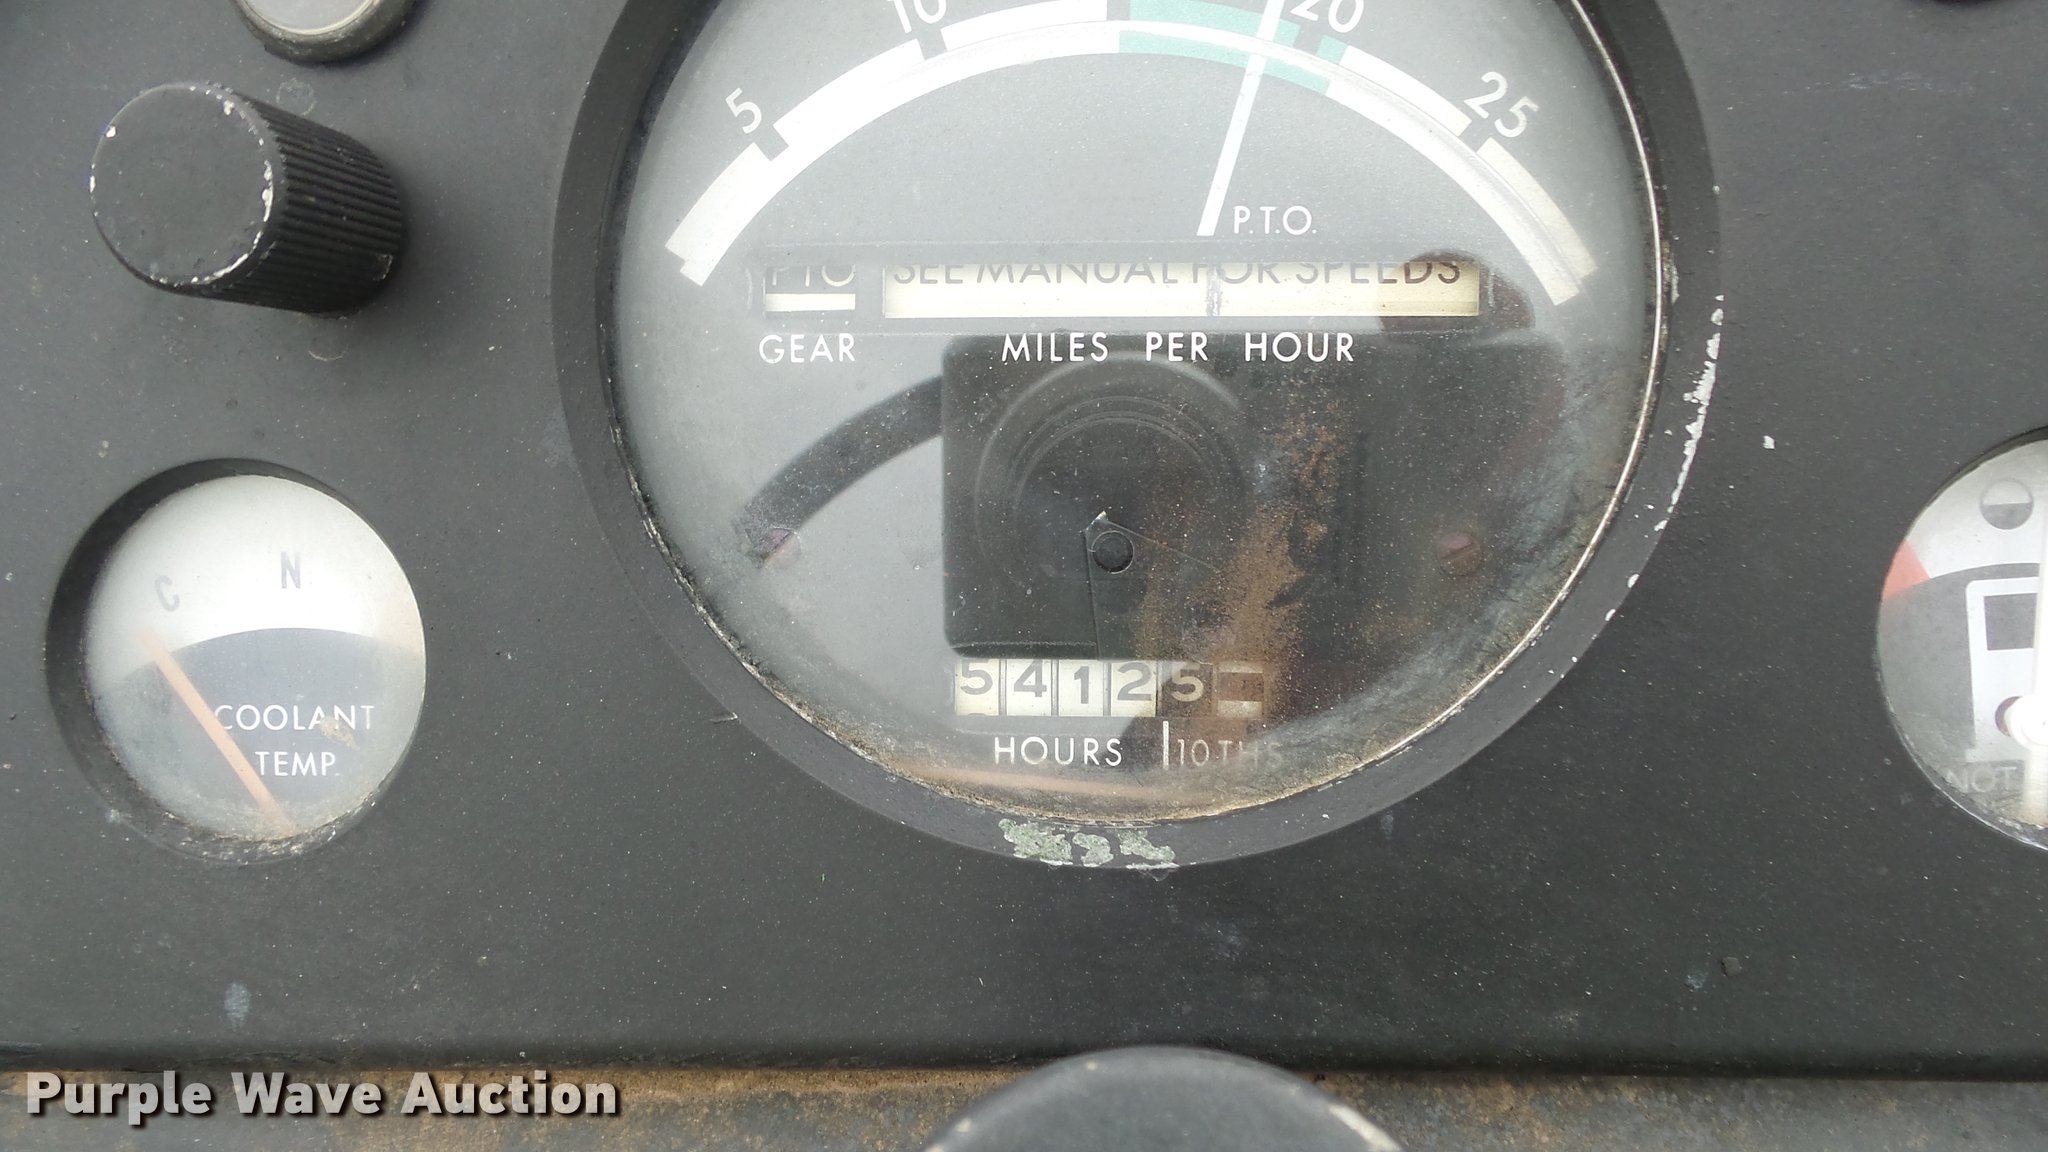 10 20
5 25
P.T.O.
PTO SEE MANUAL FOR SPEEDS
GEAR MILES PER HOUR
C N
COOLANT
TEMP.
54125
HOURS 10THS
NOT
Purple Wave Auction